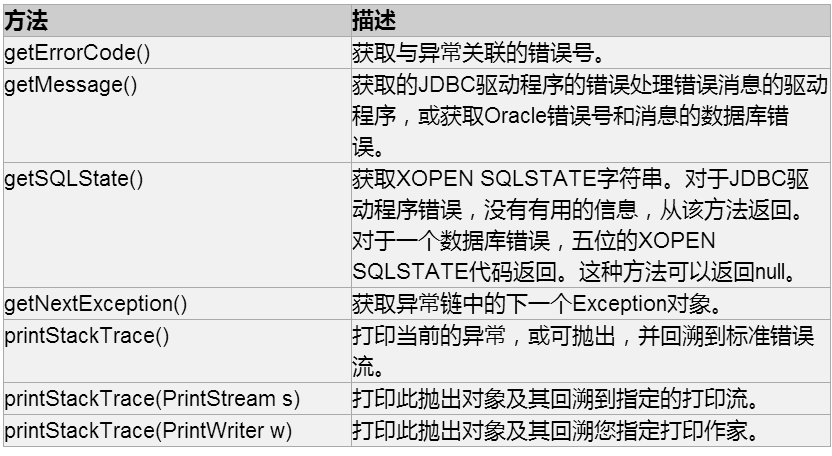 方法 描述
getErrorCode() 获取与异常关联的错误号。
getMessage() 获取的JDBC驱动程序的错误处理错误消息的驱动
程序，或获取Oracle错误号和消息的数据库错
误。
getSQLState() 获取XOPEN SQLSTATE字符串。对于JDBC驱
动程序错误，没有有用的信息，从该方法返回。
对于一个数据库错误，五位的XOPEN
SQLSTATE代码返回。这种方法可以返回null。
getNextException() 获取异常链中的下一个Exception对象。
printStackTrace() 打印当前的异常，或可抛出，并回溯到标准错误
流。
printStackTrace(PrintStream s) 打印此抛出对象及其回溯到指定的打印流。
printStackTrace(PrintWriter w) 打印此抛出对象及其回溯您指定打印作家。